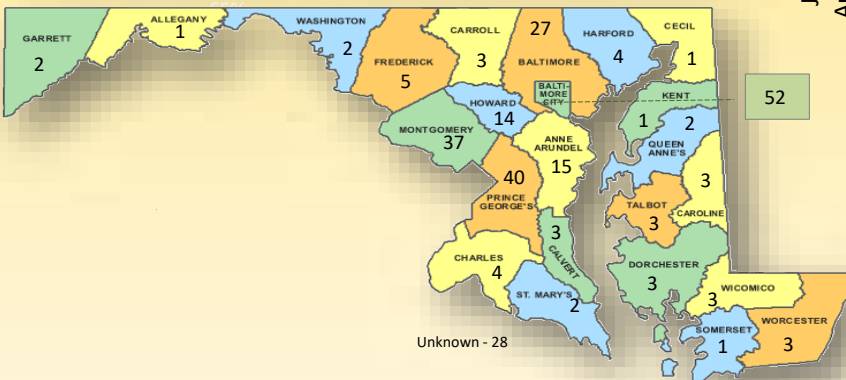 GARRETT
2
ALLEGANY
1
WASHINGTON
2
FREDERICK
5
CARROLL
3
27
BALTIMORE
HARFORD
4
CECIL
1
BALTI-
MORE
CITY
52
KENT
1
HOWARD
14
MONTGOMERY
37
ANNE
ARUNDEL
15
2
QUEEN
ANNE'S
40
PRINCE
GEORGE'S
TALBOT
3
3
CAROLINE
3
CALVERT
CHARLES
4
ST. MARY'S
2
DORCHESTER
3
WICOMICO
3
SOMERSET
1
WORCESTER
3
Unknown - 28